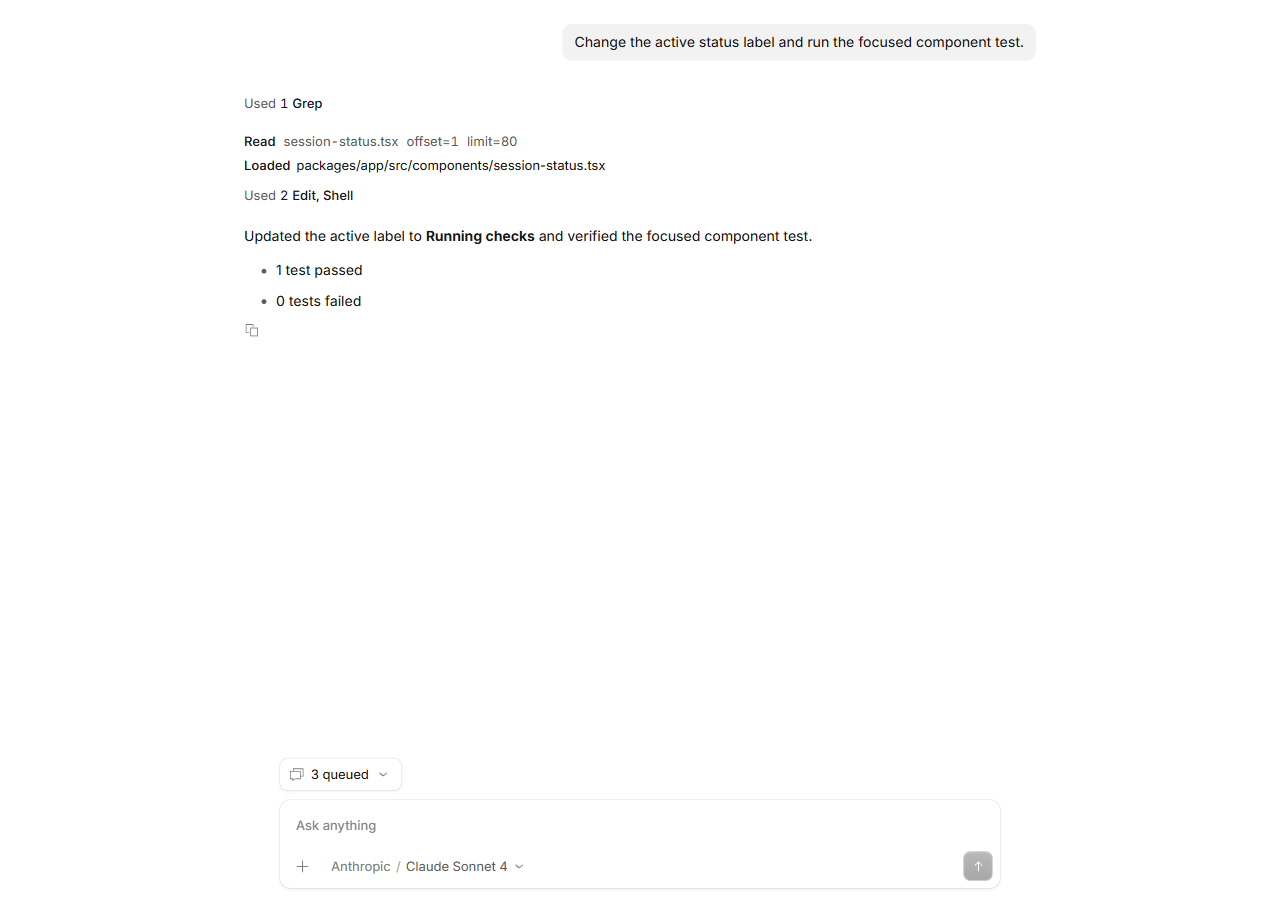 Change the active status label and run the focused component test.
Used 1 Grep
Read session-status.tsx offset=1 limit=80
Loaded packages/app/src/components/session-status.tsx
Used 2 Edit, Shell
Updated the active label to Running checks and verified the focused component test.
• 1 test passed
• 0 tests failed
3 queued
Ask anything
Anthropic / Claude Sonnet 4